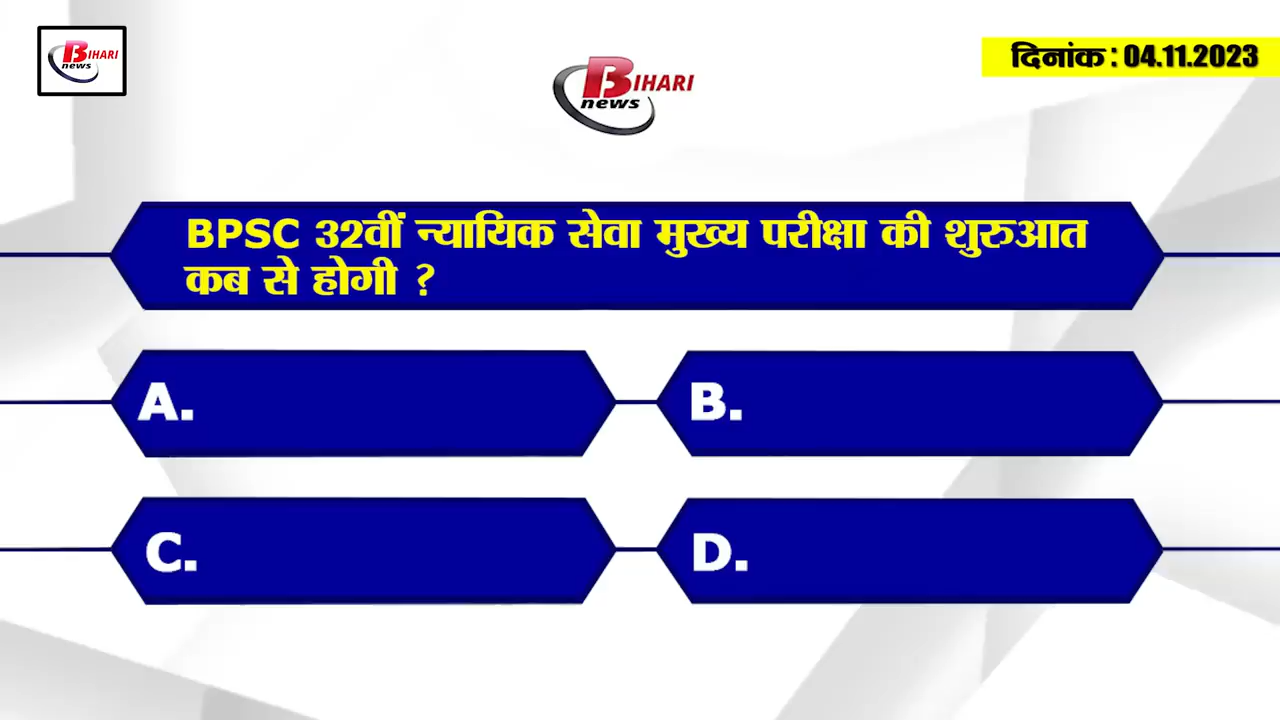 BIHARI
news
दिनांक : 04.11.2023
BIHARI
news
BPSC 32वीं न्यायिक सेवा मुख्य परीक्षा की शुरुआत
कब से होगी ?
A.
B.
C.
D.